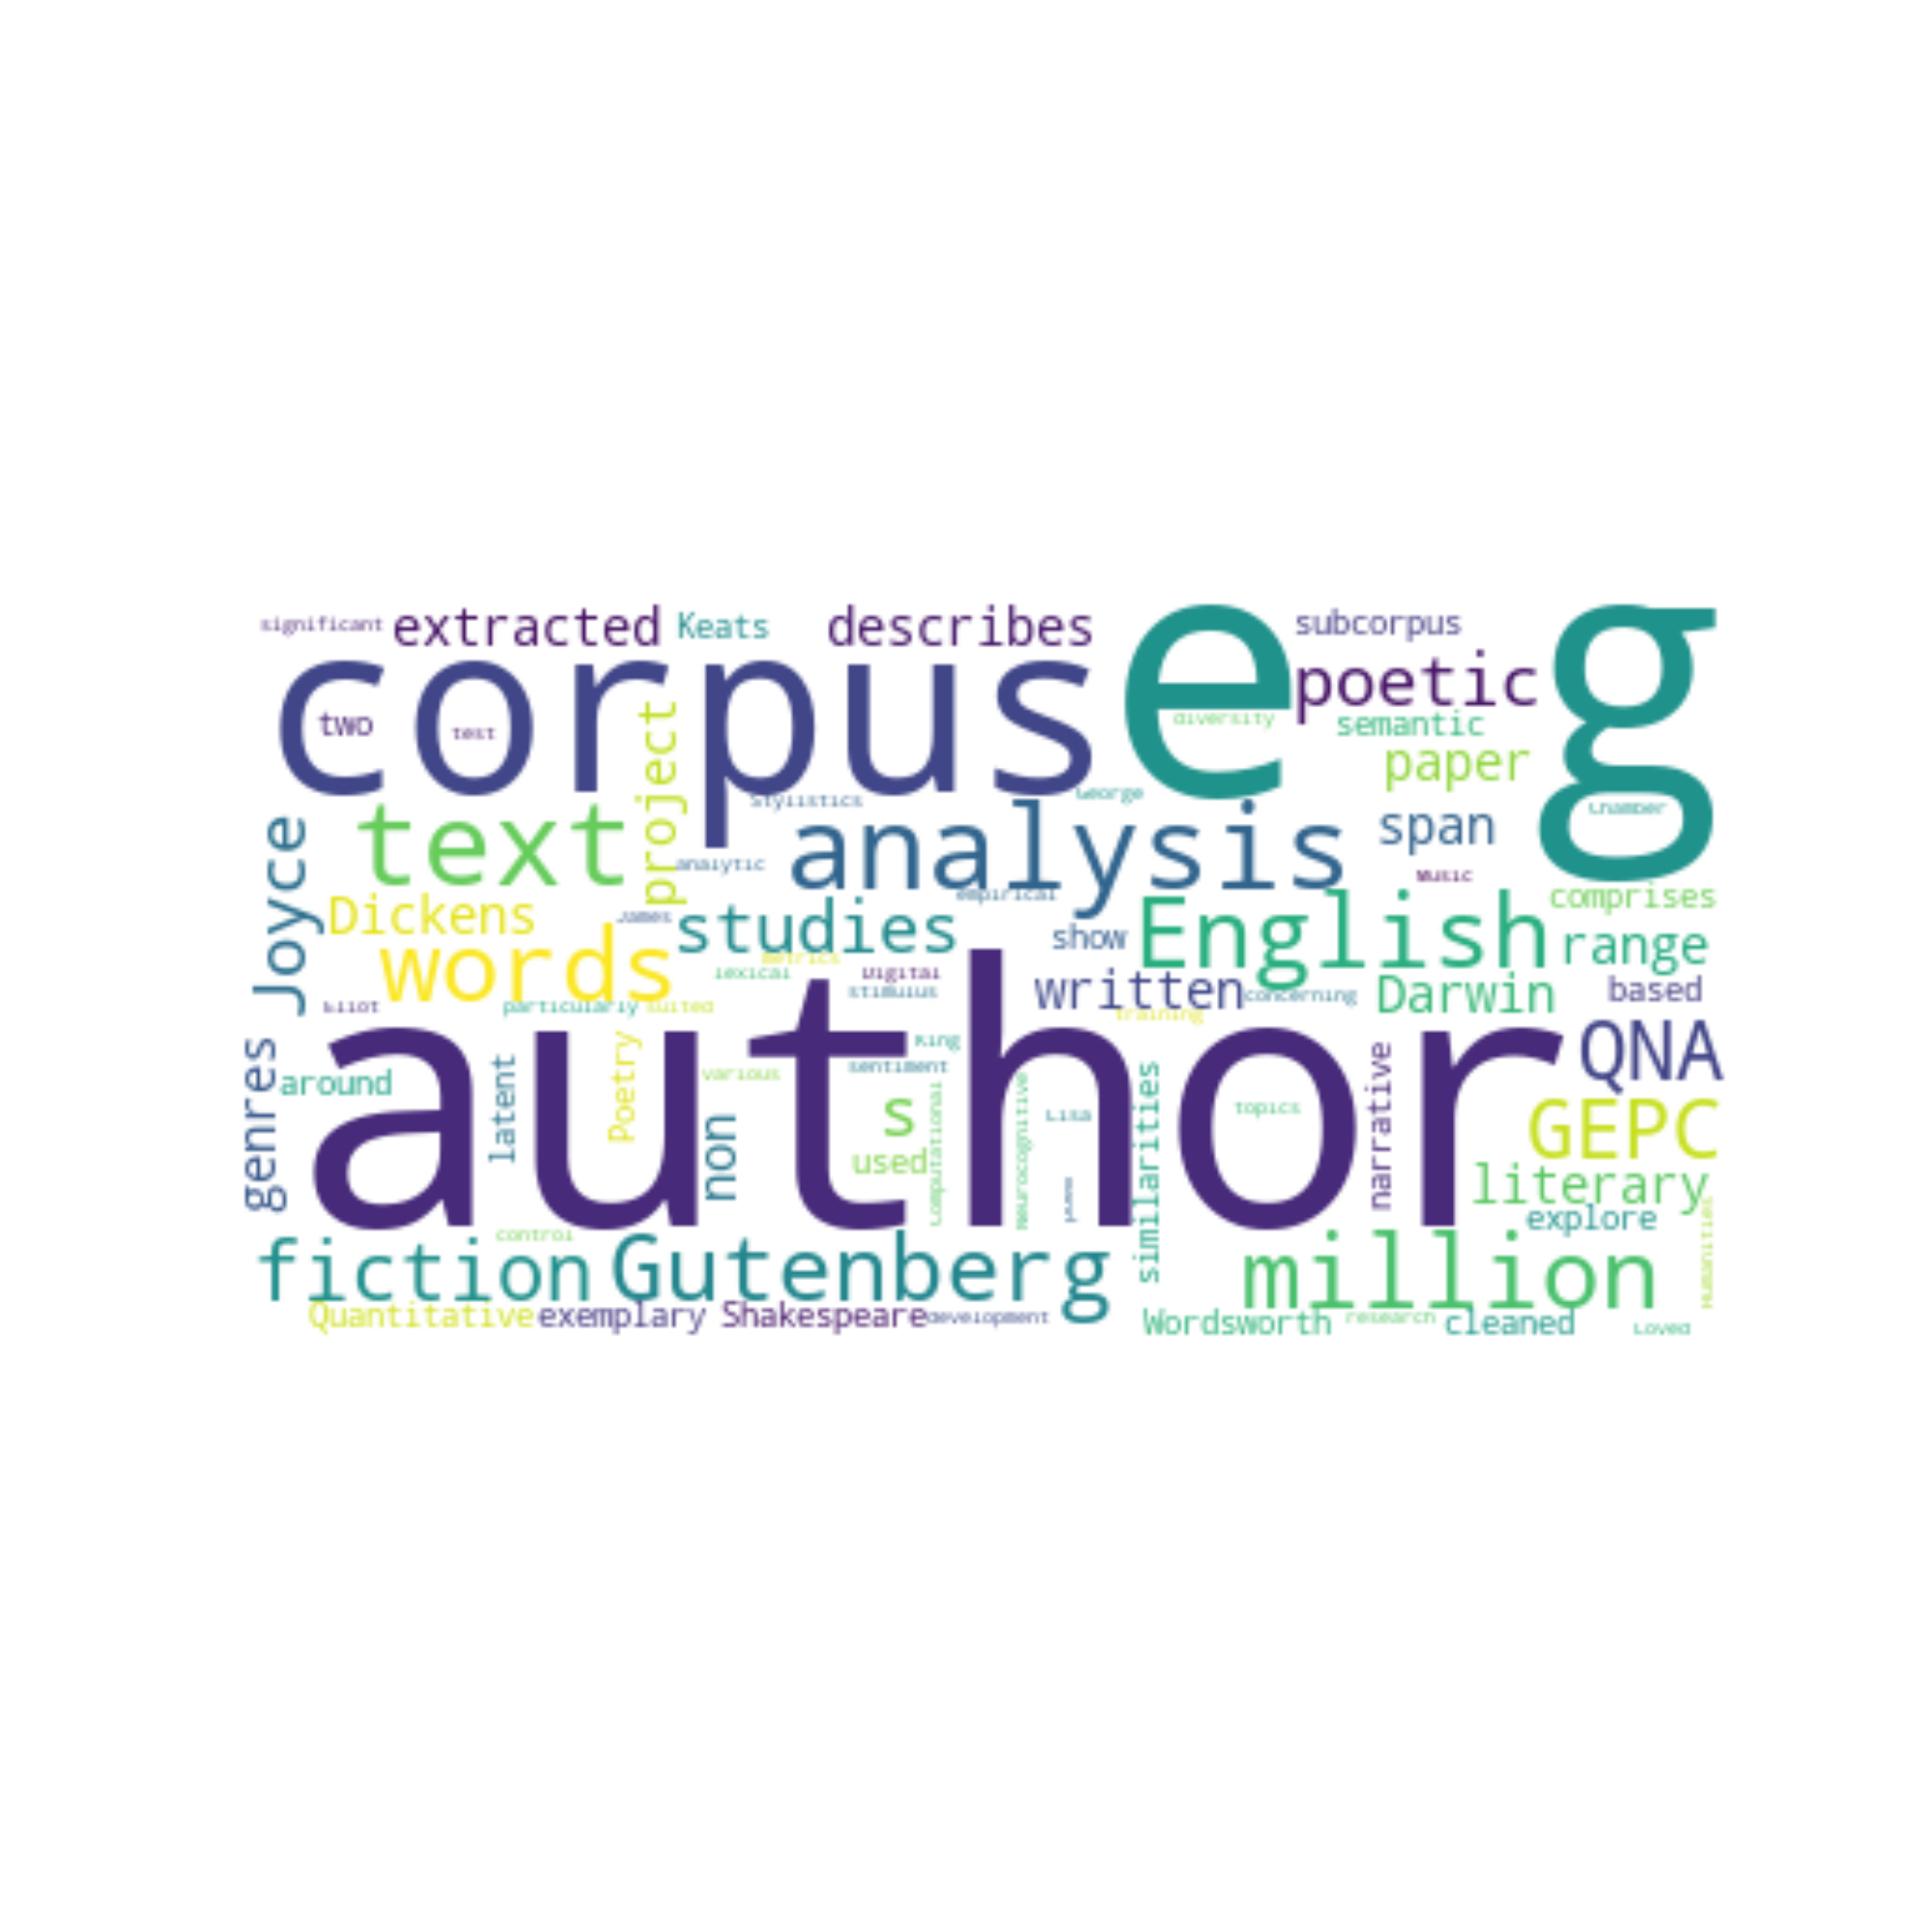 significant extracted Keats describes subcorpus
corpus e g
poetic
two test diversity semantic
project paper
Stylistics George Chamber
text analysis span
Joyce analytic Music
Dickens James studies empirical English comprises
words show range
metrics
lexical Digital written concerning Darwin based
stimulus
Eliot particularly suited training
author QNA
genres around latent Poetry various King narrative
sentiment
non s computational Neurocognitive Lisa similarities topics GEPC
used literary
explore
control
fiction Gutenberg million
Quantitative exemplary Shakespeare development Wordsworth research cleaned Loved